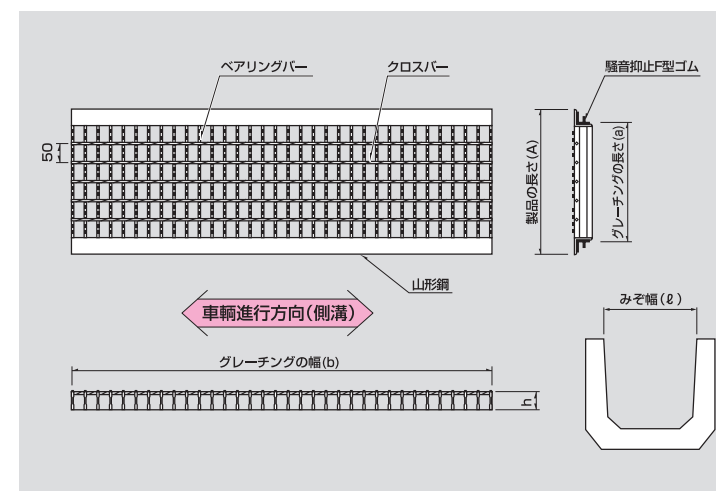 ベアリングバー
クロスバー
騒音抑止F型ゴム
50
製品の長さ(A)
グレーチングの長さ(a)
山形鋼
車輌進行方向(側溝)
みぞ幅(ℓ)
グレーチングの幅(b)
h